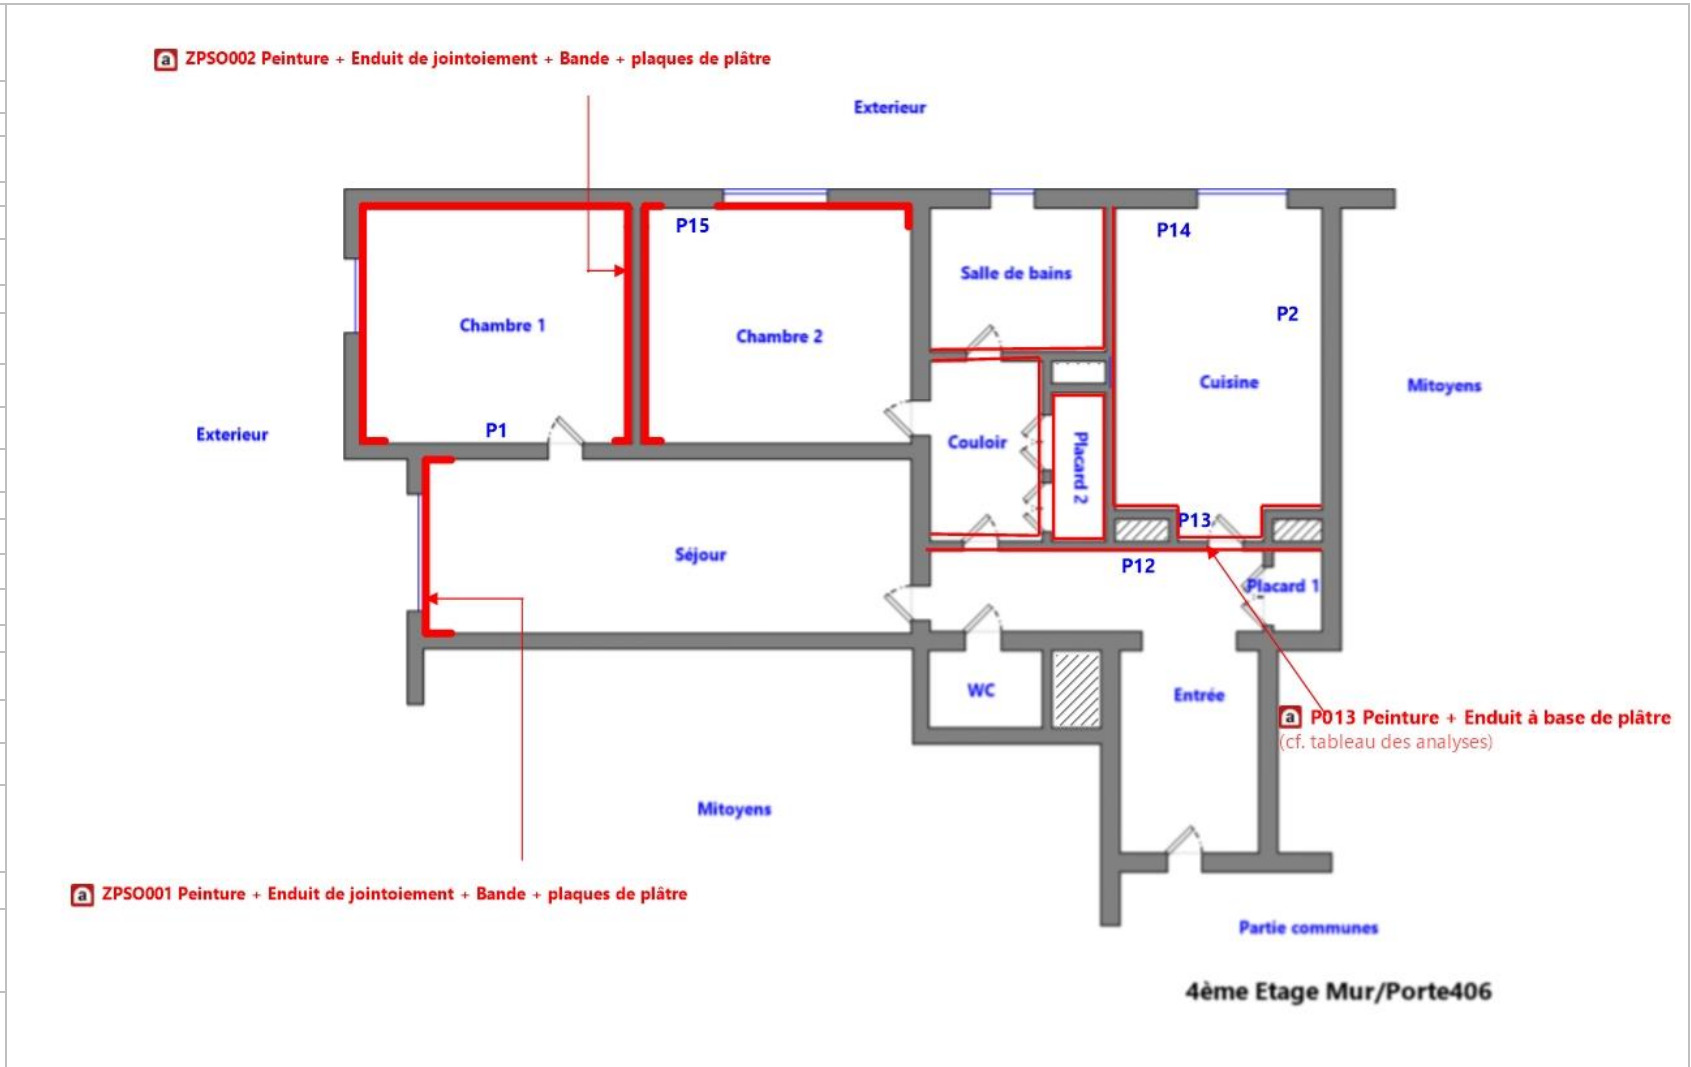 a ZPSO002 Peinture + Enduit de jointoiement + Bande + plaques de plâtre
Exterieur
P15
P14
Salle de bains
P2
Chambre 1
Chambre 2
Cuisine
Mitoyens
Exterieur
P1
Couloir
Placard 2
P13
Séjour
P12
Placard 1
WC
Entrée
a P013 Peinture + Enduit à base de plâtre
(cf. tableau des analyses)
Mitoyens
a ZPSO001 Peinture + Enduit de jointoiement + Bande + plaques de plâtre
Partie communes
4ème Etage Mur/Porte406